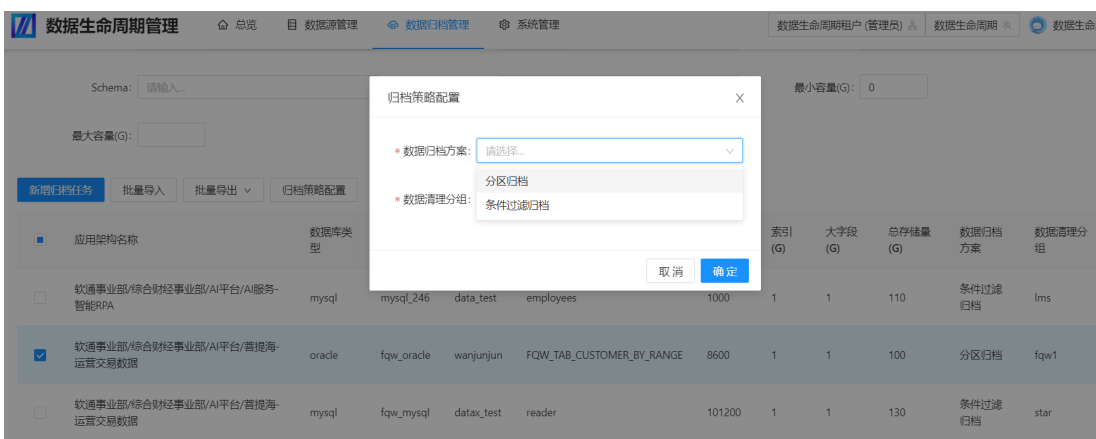 数据生命周期管理 总览 数据源管理 数据归档管理 系统管理 数据生命周期租户 (管理员) 数据生命周期 数据生命
Schema: 请输入... 最小容量(G): 0
最大容量(G):
归档策略配置
* 数据归档方案: 请选择...
分区归档
* 数据清理分组: 条件过滤归档
取 消 确 定
新增归档任务 批量导入 批量导出 归档策略配置
应用架构名称 数据库类型 索引(G) 大字段(G) 总存储量(G) 数据归档方案 数据清理分组
软通事业部/综合财经事业部/AI平台/AI服务-智能RPA mysql mysql_246 data_test employees 1000 1 1 110 条件过滤归档 lms
软通事业部/综合财经事业部/AI平台/菩提海-运营交易数据 oracle fqw_oracle wanjunjun FQW_TAB_CUSTOMER_BY_RANGE 8600 1 1 100 分区归档 fqw1
软通事业部/综合财经事业部/AI平台/菩提海-运营交易数据 mysql fqw_mysql datax_test reader 101200 1 1 130 条件过滤归档 star